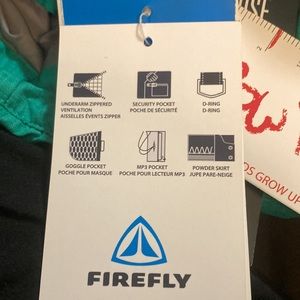 UNDERARM ZIPPERED
VENTILATION
AISSELLES ÉVENTS ZIPPER
SECURITY POCKET
POCHE DE SÉCURITÉ
D-RING
D-RING
GOGGLE POCKET
POCHE POUR MASQUE
MP3 POCKET
POCHE POUR LECTEUR MP3
POWDER SKIRT
JUPE PARE-NEIGE
FIREFLY
GROW UP